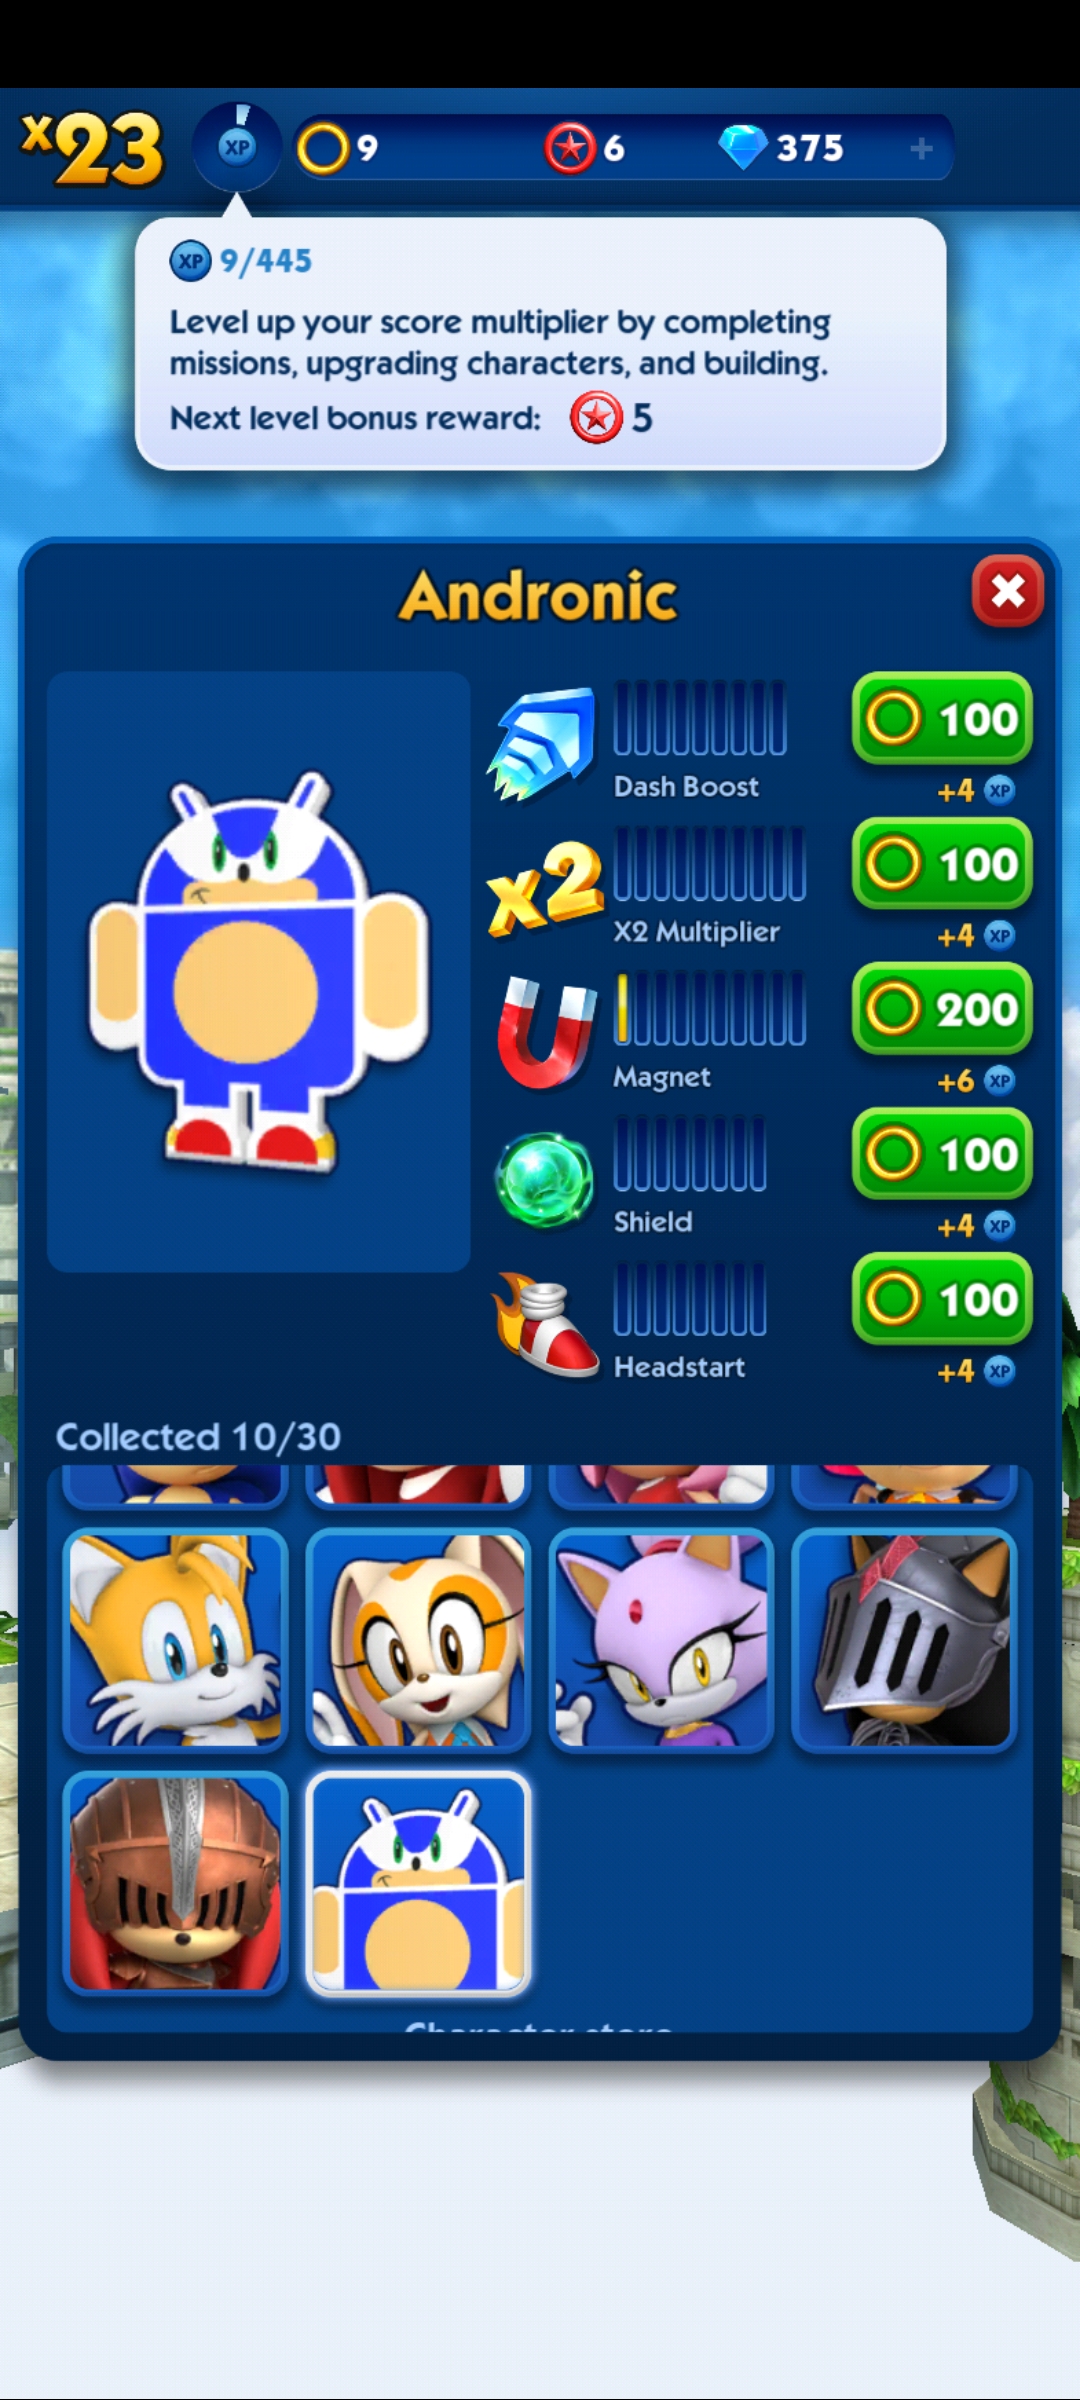 x23 XP 9 6 375 +
XP 9/445
Level up your score multiplier by completing
missions, upgrading characters, and building.
Next level bonus reward: 5
Andronic
100
Dash Boost
+4 XP
x2
100
X2 Multiplier
+4 XP
200
Magnet
+6 XP
100
Shield
+4 XP
100
Headstart
+4 XP
Collected 10/30
Character store